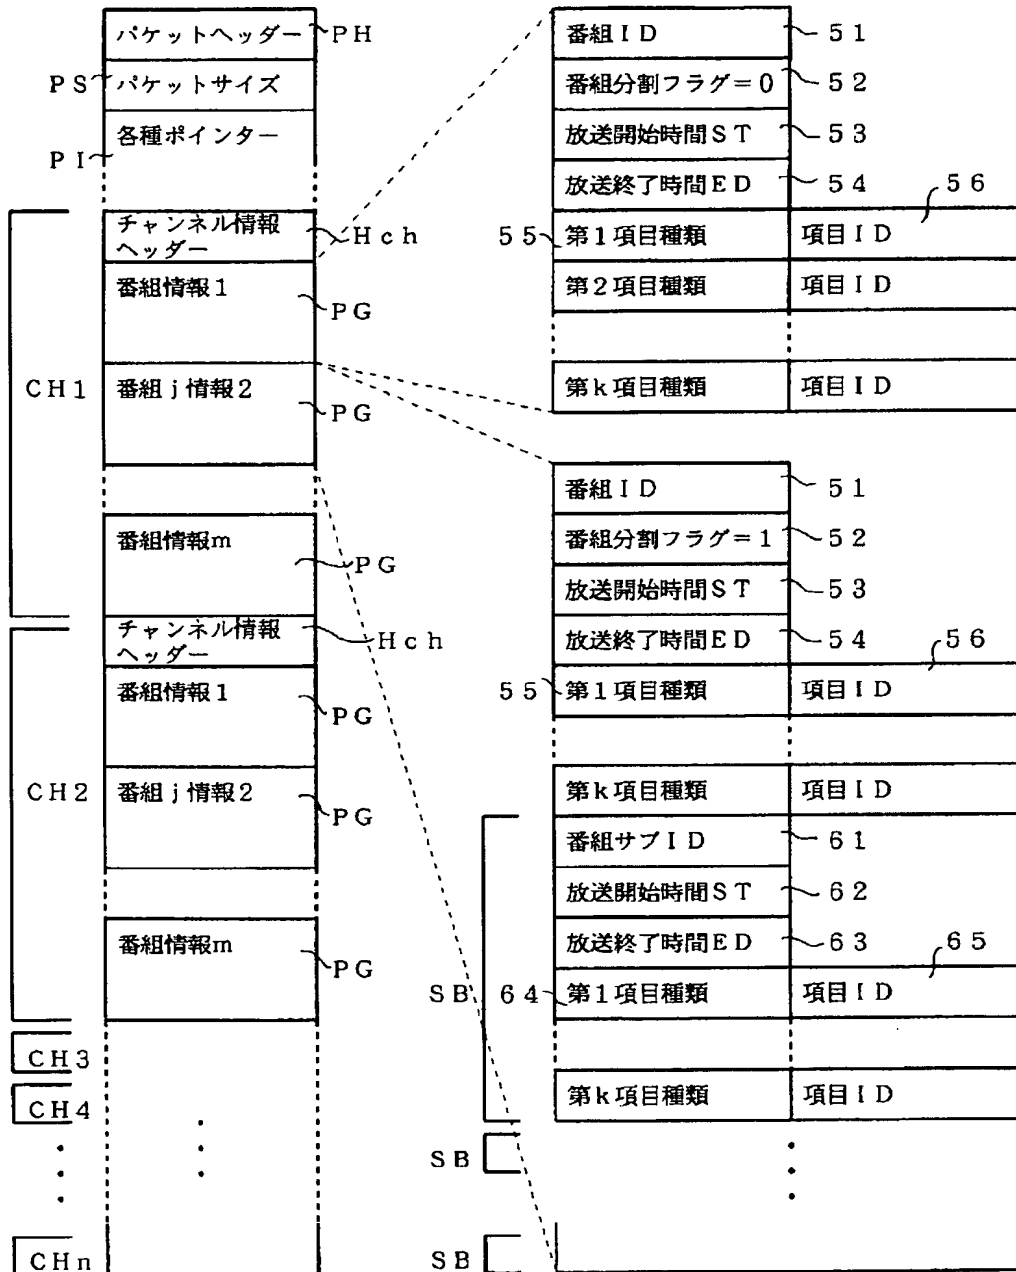 パケットヘッダー PH
PS パケットサイズ
各種ポインター
PI
チャンネル情報
ヘッダー
Hch
番組情報1
PG
CH1
番組j情報2
PG
番組情報m
PG
チャンネル情報
ヘッダー
Hch
番組情報1
PG
CH2
番組j情報2
PG
番組情報m
PG
CH3
CH4
CHn
番組ID 51
番組分割フラグ=0 52
放送開始時間ST 53
放送終了時間ED 54
56
55 第1項目種類 項目ID
第2項目種類 項目ID
第k項目種類 項目ID
番組ID 51
番組分割フラグ=1 52
放送開始時間ST 53
放送終了時間ED 54
56
55 第1項目種類 項目ID
第k項目種類 項目ID
番組サブID 61
放送開始時間ST 62
放送終了時間ED 63
65
SB 64 第1項目種類 項目ID
第k項目種類 項目ID
SB
SB